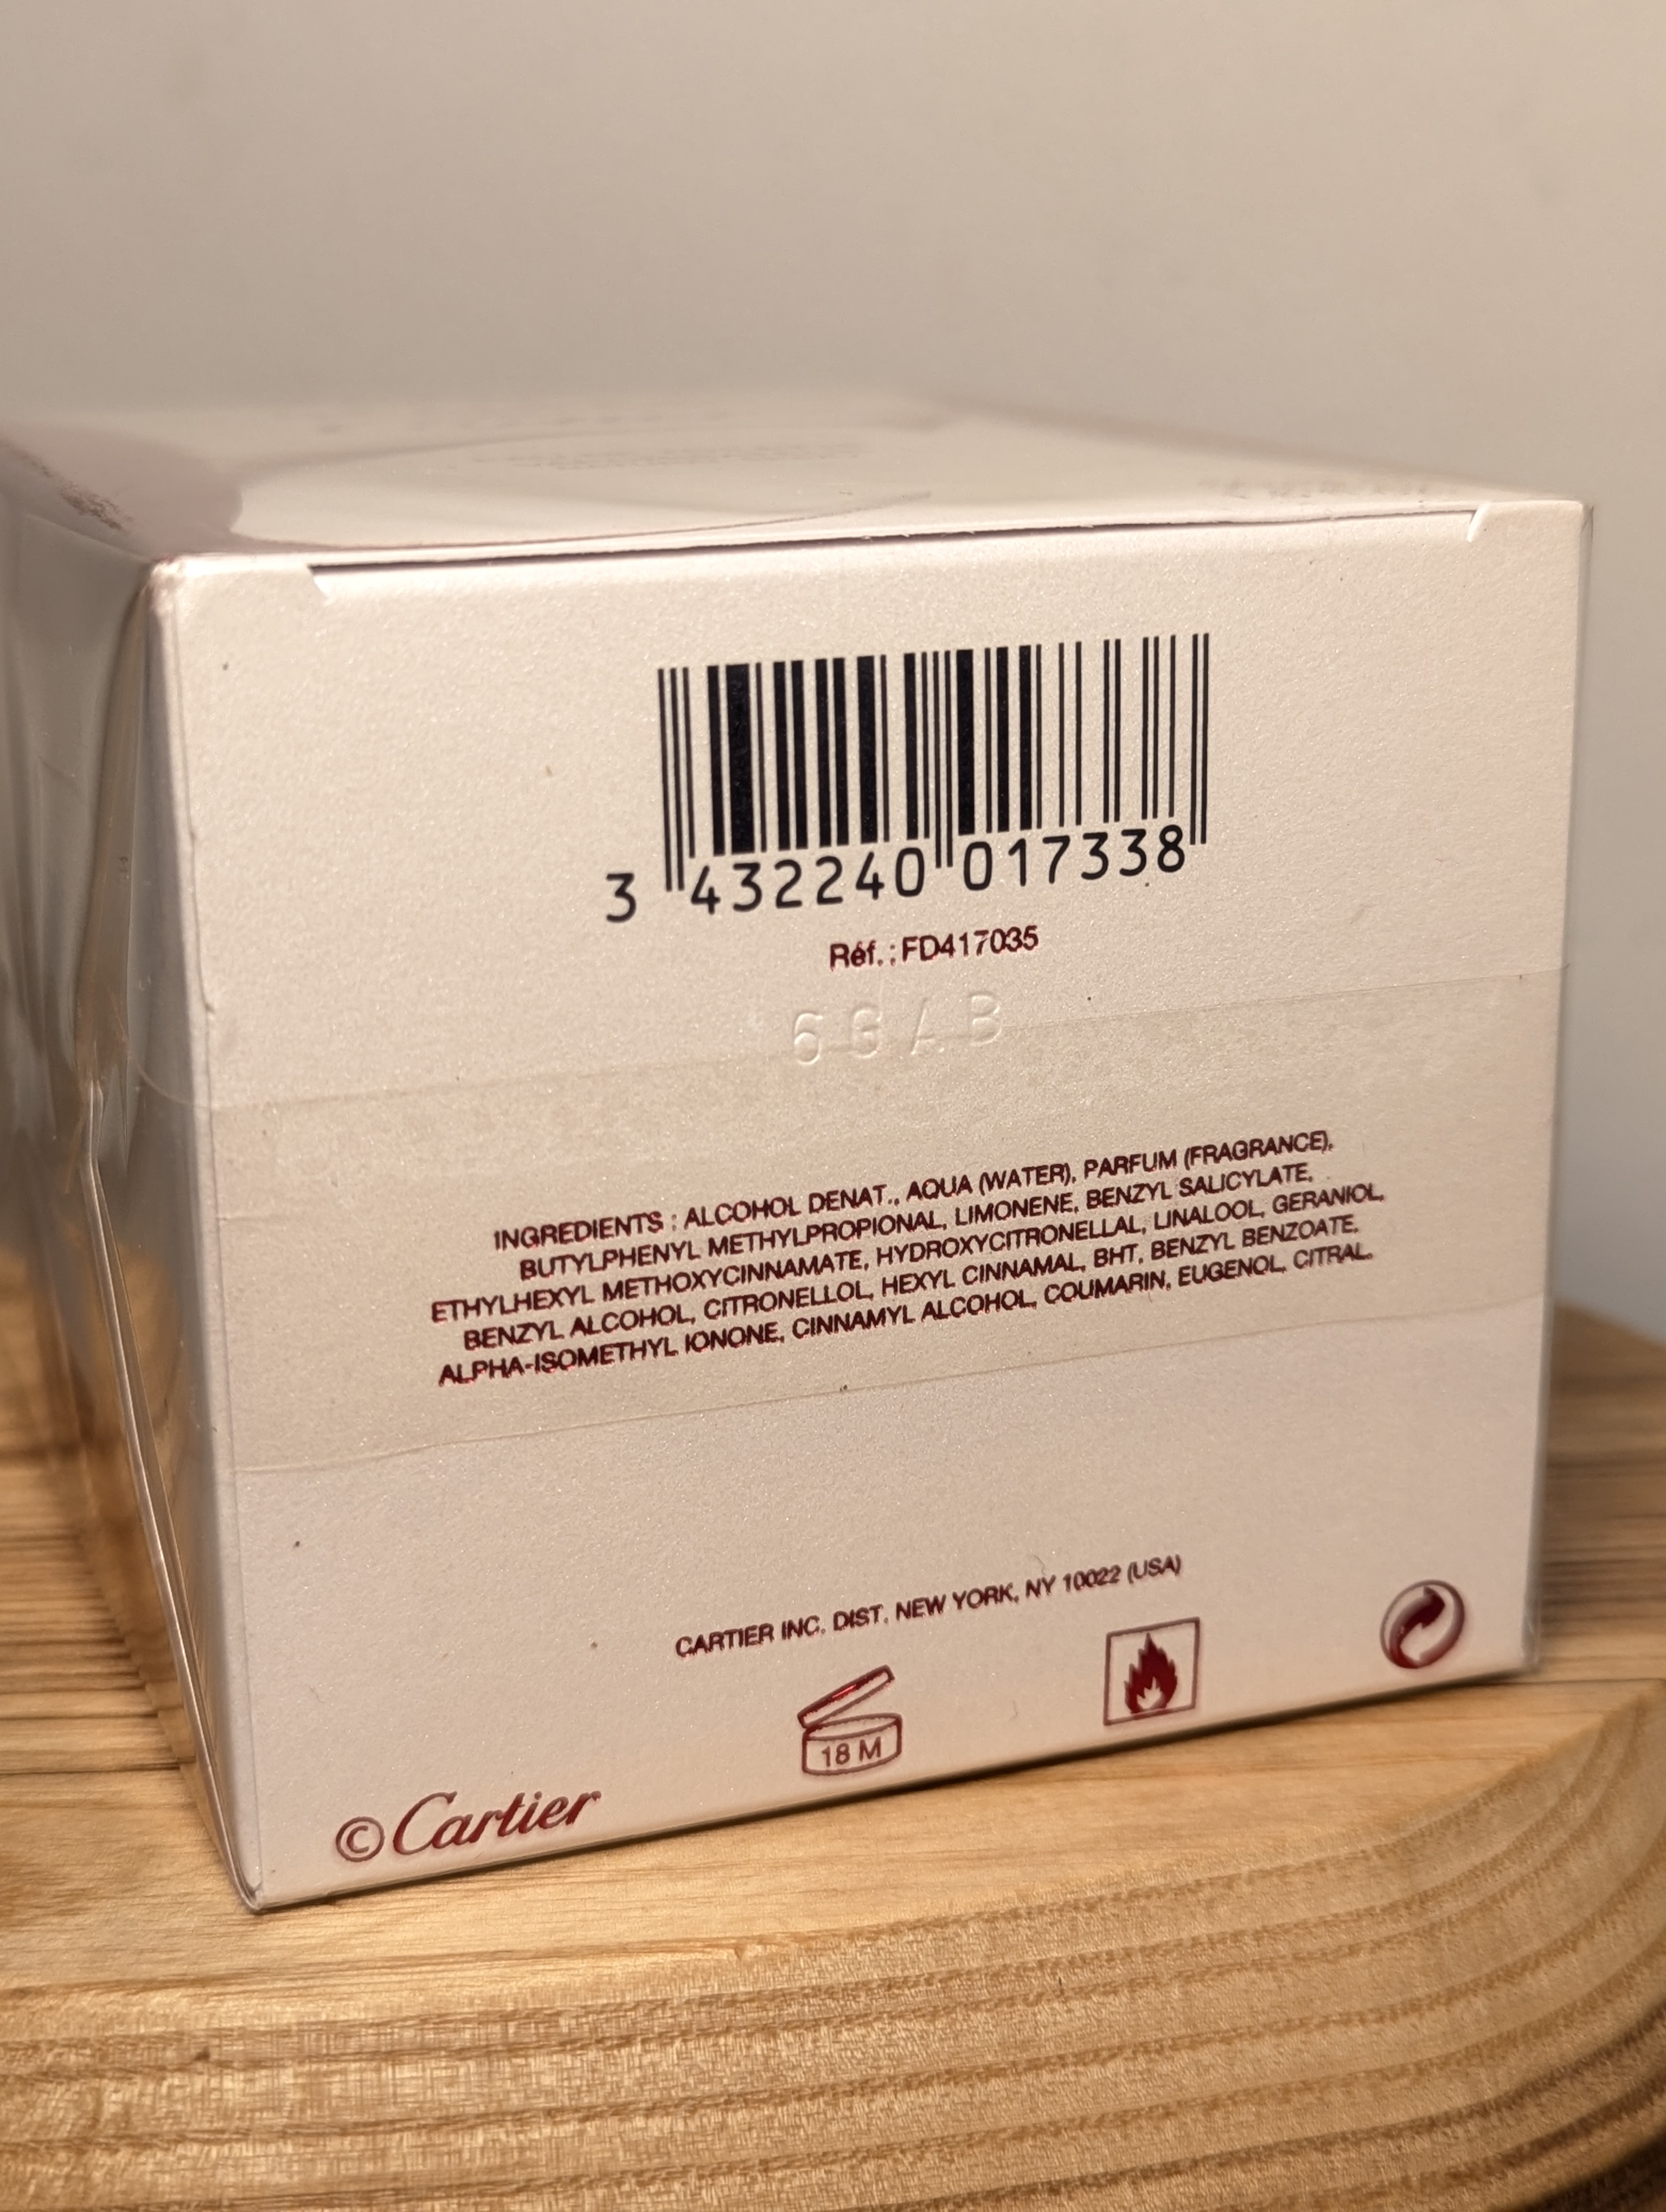 3 432240 017338
Réf. : FD417035
6GAB
INGREDIENTS : ALCOHOL DENAT., AQUA (WATER), PARFUM (FRAGRANCE),
BUTYLPHENYL METHYLPROPIONAL, LIMONENE, BENZYL SALICYLATE,
ETHYLHEXYL METHOXYCINNAMATE, HYDROXYCITRONELLAL, LINALOOL, GERANIOL,
BENZYL ALCOHOL, CITRONELLOL, HEXYL CINNAMAL, BHT, BENZYL BENZOATE,
ALPHA-ISOMETHYL IONONE, CINNAMYL ALCOHOL, COUMARIN, EUGENOL, CITRAL.
CARTIER INC. DIST. NEW YORK, NY 10022 (USA)
18 M
©Cartier